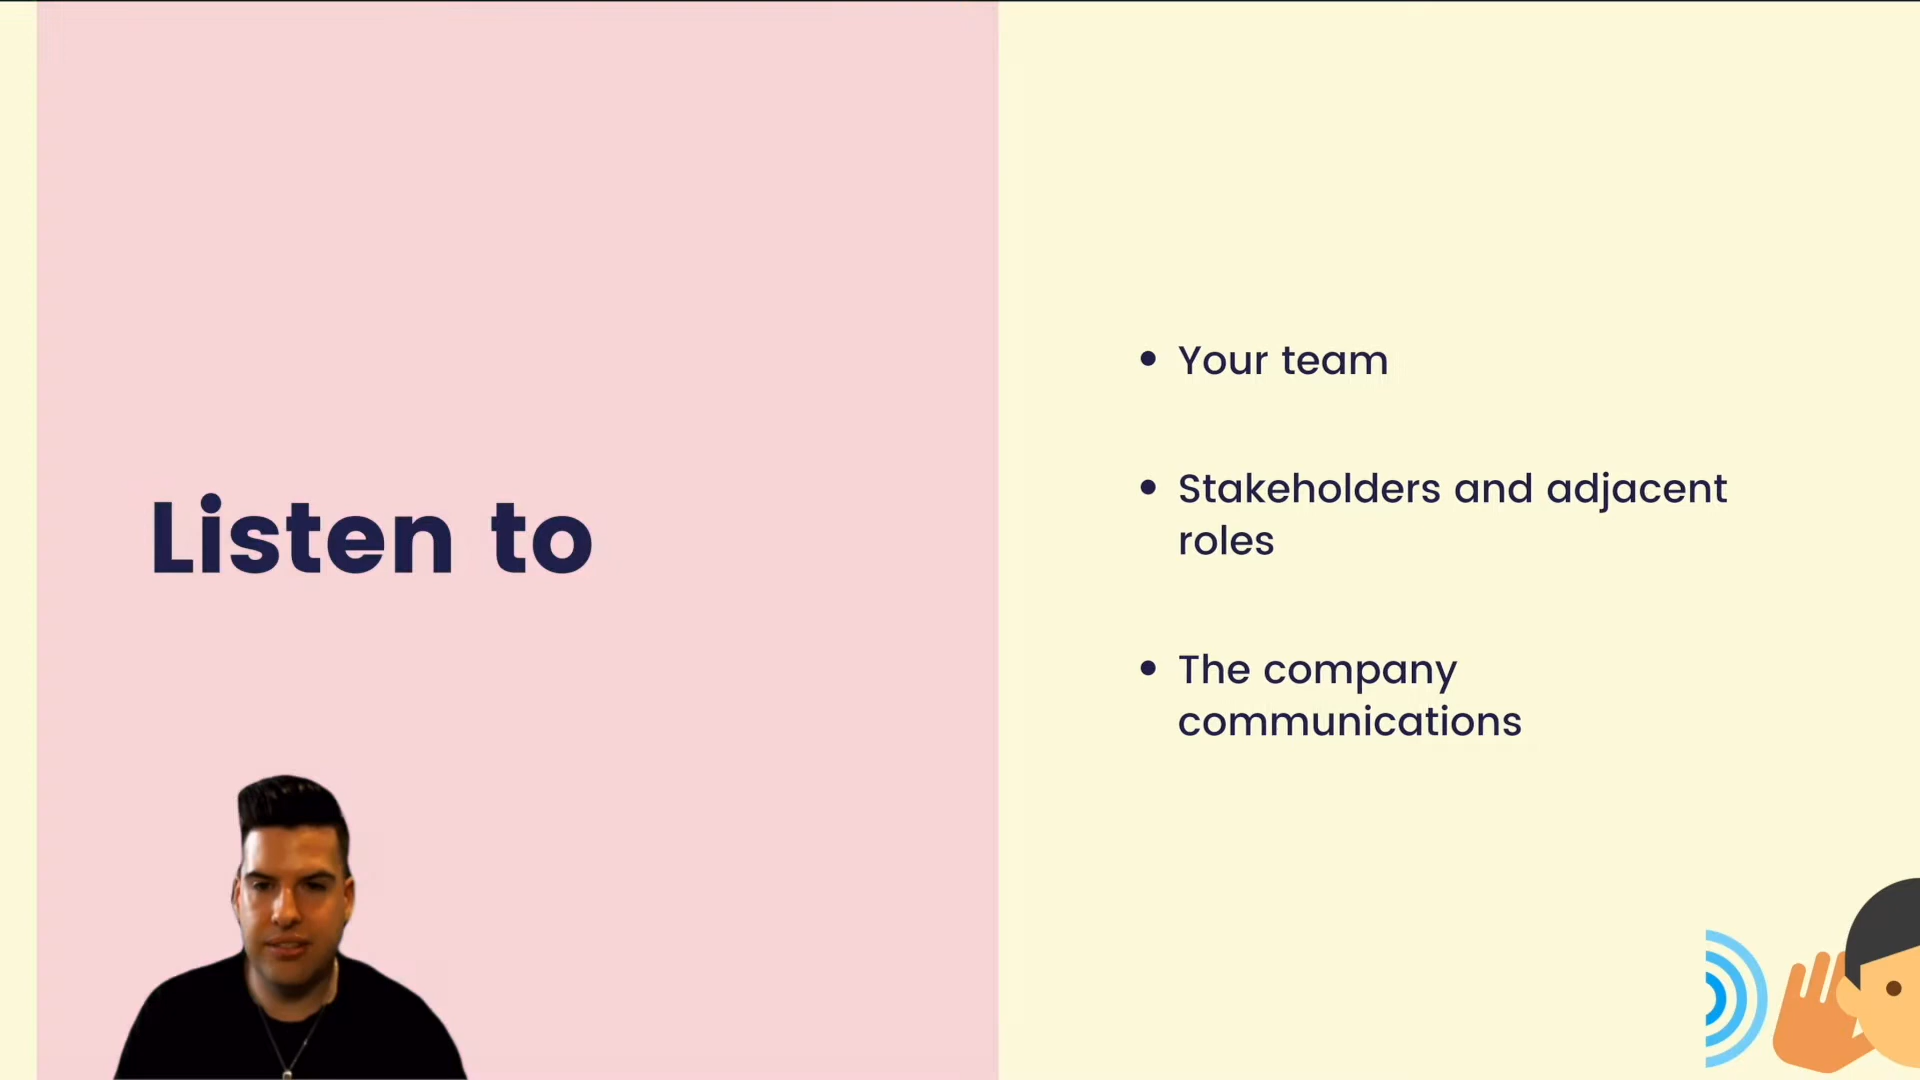 Listen to
• Your team
• Stakeholders and adjacent
roles
• The company
communications